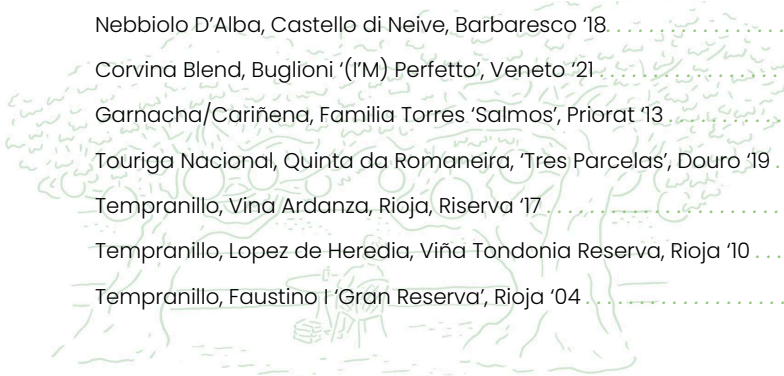 Nebbiolo D’Alba, Castello di Neive, Barbaresco ‘18
Corvina Blend, Buglioni ‘(I’M) Perfetto’, Veneto ‘21
Garnacha/Cariñena, Familia Torres ‘Salmos’, Priorat ‘13
Touriga Nacional, Quinta da Romaneira, ‘Tres Parcelas’, Douro ‘19
Tempranillo, Vina Ardanza, Rioja, Riserva ‘17
Tempranillo, Lopez de Heredia, Viña Tondonia Reserva, Rioja ‘10
Tempranillo, Faustino I ‘Gran Reserva’, Rioja ‘04